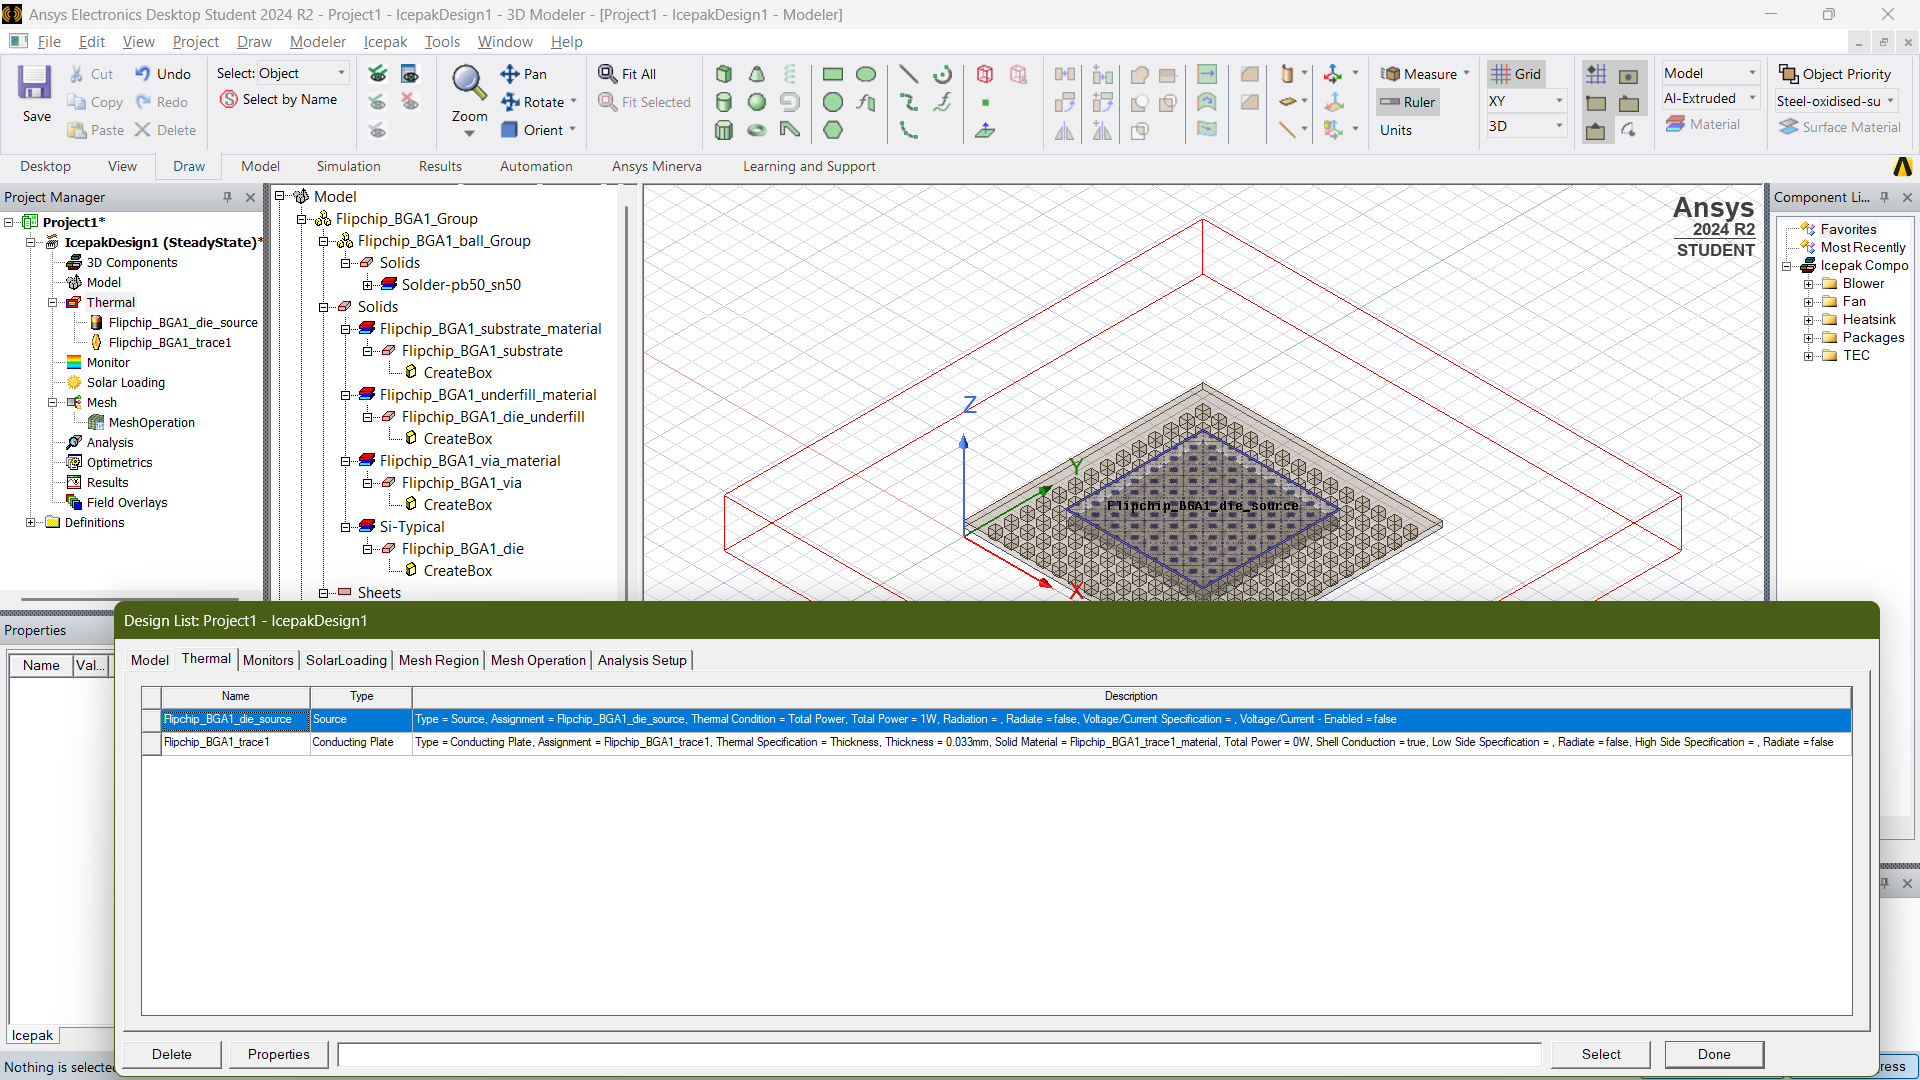 Ansys Electronics Desktop Student 2024 R2 - Project1 - IcepakDesign1 - 3D Modeler - [Project1 - IcepakDesign1 - Modeler]
File Edit View Project Draw Modeler Icepak Tools Window Help
Save
Cut
Copy
Paste
Undo
Redo
Delete
Select: Object
Select by Name
Zoom
Pan
Rotate
Orient
Fit All
Fit Selected
Measure
Ruler
Units
Grid
XY
3D
Model
Al-Extruded
Material
Object Priority
Steel-oxidised-su
Surface Material
Desktop View Draw Model Simulation Results Automation Ansys Minerva Learning and Support
Project Manager
Project1*
IcepakDesign1 (SteadyState)*
3D Components
Model
Thermal
Flipchip_BGA1_die_source
Flipchip_BGA1_trace1
Monitor
Solar Loading
Mesh
MeshOperation
Analysis
Optimetrics
Results
Field Overlays
Definitions
Model
Flipchip_BGA1_Group
Flipchip_BGA1_ball_Group
Solids
Solder-pb50_sn50
Solids
Flipchip_BGA1_substrate_material
Flipchip_BGA1_substrate
CreateBox
Flipchip_BGA1_underfill_material
Flipchip_BGA1_die_underfill
CreateBox
Flipchip_BGA1_via_material
Flipchip_BGA1_via
CreateBox
Si-Typical
Flipchip_BGA1_die
CreateBox
Sheets
Ansys
2024 R2
STUDENT
Z
Y
X
Flipchip_BGA1_die_source
Component Li...
Favorites
Most Recently
Icepak Compo
Blower
Fan
Heatsink
Packages
TEC
Properties
Name Val...
Icepak
Nothing is selecte
Design List: Project1 - IcepakDesign1
Model Thermal Monitors SolarLoading Mesh Region Mesh Operation Analysis Setup
Name Type Description
Flipchip_BGA1_die_source Source Type = Source, Assignment = Flipchip_BGA1_die_source, Thermal Condition = Total Power, Total Power = 1W, Radiation = , Radiate = false, Voltage/Current Specification = , Voltage/Current - Enabled = false
Flipchip_BGA1_trace1 Conducting Plate Type = Conducting Plate, Assignment = Flipchip_BGA1_trace1, Thermal Specification = Thickness, Thickness = 0.033mm, Solid Material = Flipchip_BGA1_trace1_material, Total Power = 0W, Shell Conduction = true, Low Side Specification = , Radiate = false, High Side Specification = , Radiate = false
Delete Properties Select Done
ress